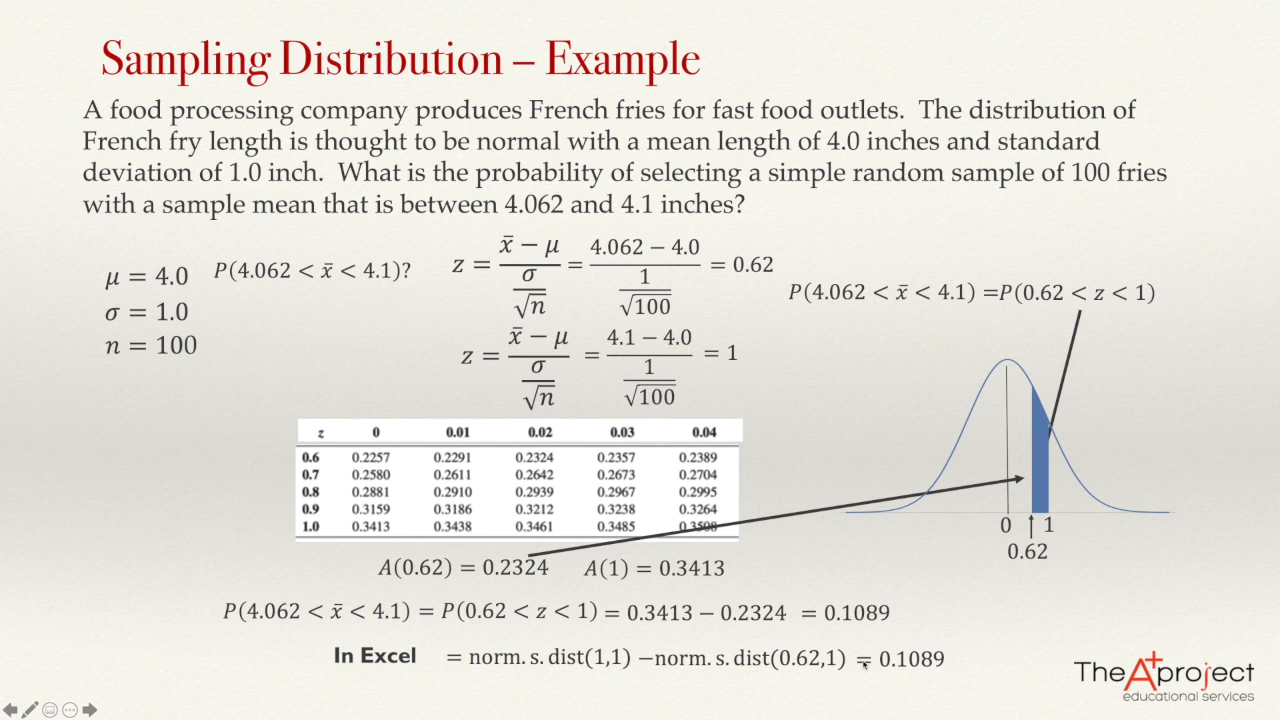 Sampling Distribution – Example
A food processing company produces French fries for fast food outlets. The distribution of
French fry length is thought to be normal with a mean length of 4.0 inches and standard
deviation of 1.0 inch. What is the probability of selecting a simple random sample of 100 fries
with a sample mean that is between 4.062 and 4.1 inches?
μ = 4.0
σ = 1.0
n = 100
P(4.062 < x̄ < 4.1)?
z = (x̄ − μ)/(σ/√n) = (4.062 − 4.0)/(1/√100) = 0.62
z = (x̄ − μ)/(σ/√n) = (4.1 − 4.0)/(1/√100) = 1
P(4.062 < x̄ < 4.1) =P(0.62 < z < 1)
z 0 0.01 0.02 0.03 0.04
0.6 0.2257 0.2291 0.2324 0.2357 0.2389
0.7 0.2580 0.2611 0.2642 0.2673 0.2704
0.8 0.2881 0.2910 0.2939 0.2967 0.2995
0.9 0.3159 0.3186 0.3212 0.3238 0.3264
1.0 0.3413 0.3438 0.3461 0.3485 0.3508
0 1
0.62
A(0.62) = 0.2324 A(1) = 0.3413
P(4.062 < x̄ < 4.1) = P(0.62 < z < 1) = 0.3413 − 0.2324 = 0.1089
In Excel = norm. s. dist(1,1) −norm. s. dist(0.62,1) = 0.1089
The A+ project
educational services